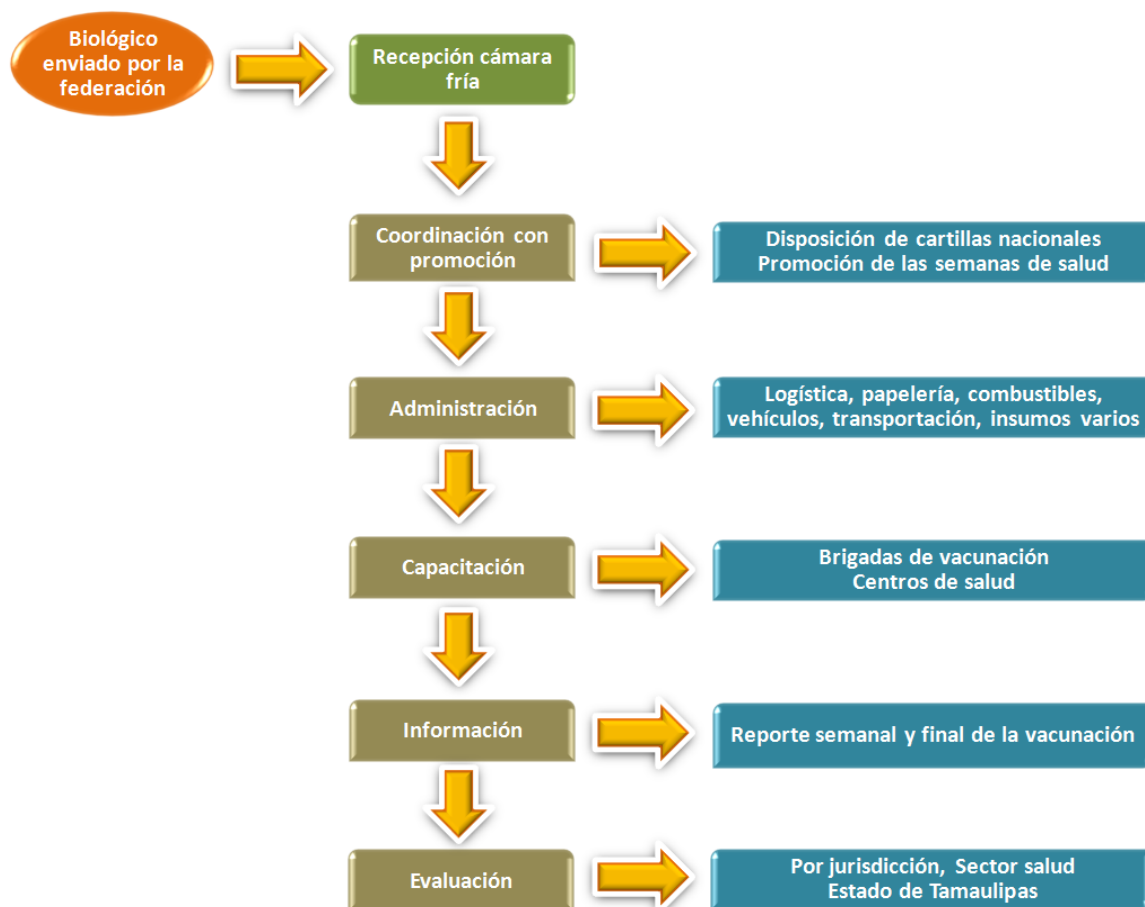 Biológico
enviado por la
federación
Recepción cámara
fría
Coordinación con
promoción
Disposición de cartillas nacionales
Promoción de las semanas de salud
Administración
Logística, papelería, combustibles,
vehículos, transportación, insumos varios
Capacitación
Brigadas de vacunación
Centros de salud
Información
Reporte semanal y final de la vacunación
Evaluación
Por jurisdicción, Sector salud
Estado de Tamaulipas